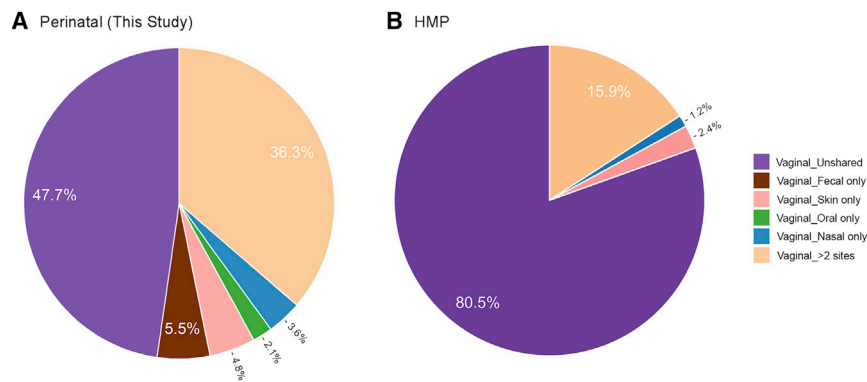 A Perinatal (This Study)
36.3%
47.7%
5.5%
- 4.8%
- 2.1%
- 3.6%
B HMP
15.9%
- 1.2%
- 2.4%
80.5%
Vaginal_Unshared
Vaginal_Fecal only
Vaginal_Skin only
Vaginal_Oral only
Vaginal_Nasal only
Vaginal_>2 sites